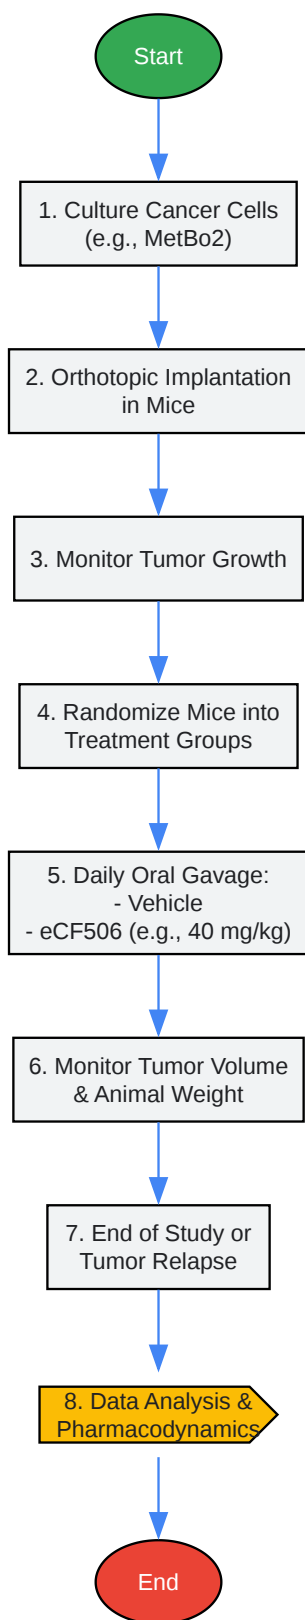 Start
1. Culture Cancer Cells
(e.g., MetBo2)
2. Orthotopic Implantation
in Mice
3. Monitor Tumor Growth
4. Randomize Mice into
Treatment Groups
5. Daily Oral Gavage:
- Vehicle
- eCF506 (e.g., 40 mg/kg)
6. Monitor Tumor Volume
& Animal Weight
7. End of Study or
Tumor Relapse
8. Data Analysis &
Pharmacodynamics
End